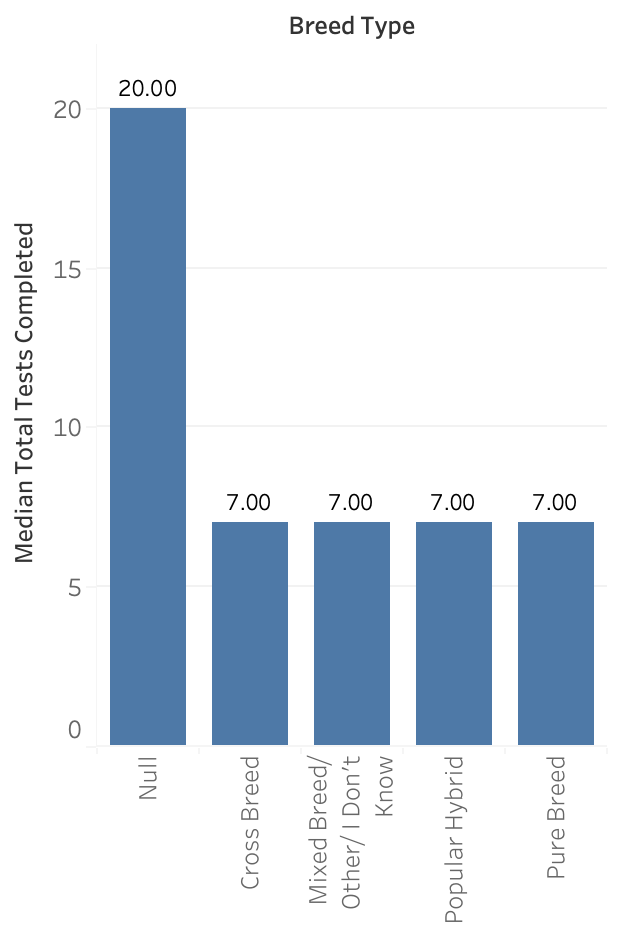 Breed Type
20.00
7.00
7.00
7.00
7.00
Median Total Tests Completed
20
15
10
5
0
Null
Cross Breed
Mixed Breed/
Other/ I Don’t
Know
Popular Hybrid
Pure Breed